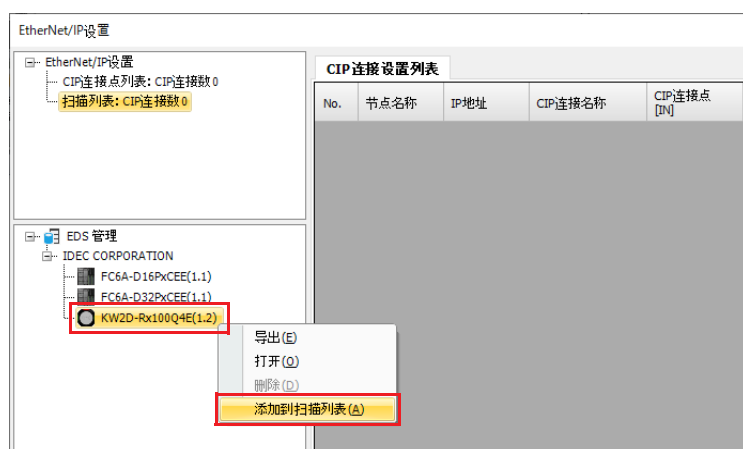 EtherNet/IP设置
EtherNet/IP设置
CIP连接点列表: CIP连接数 0
扫描列表: CIP连接数 0
CIP连接设置列表
No.
节点名称
IP地址
CIP连接名称
CIP连接点
[IN]
EDS 管理
IDEC CORPORATION
FC6A-D16PxCEE(1.1)
FC6A-D32PxCEE(1.1)
KW2D-Rx100Q4E(1.2)
导出(E)
打开(O)
删除(D)
添加到扫描列表(A)